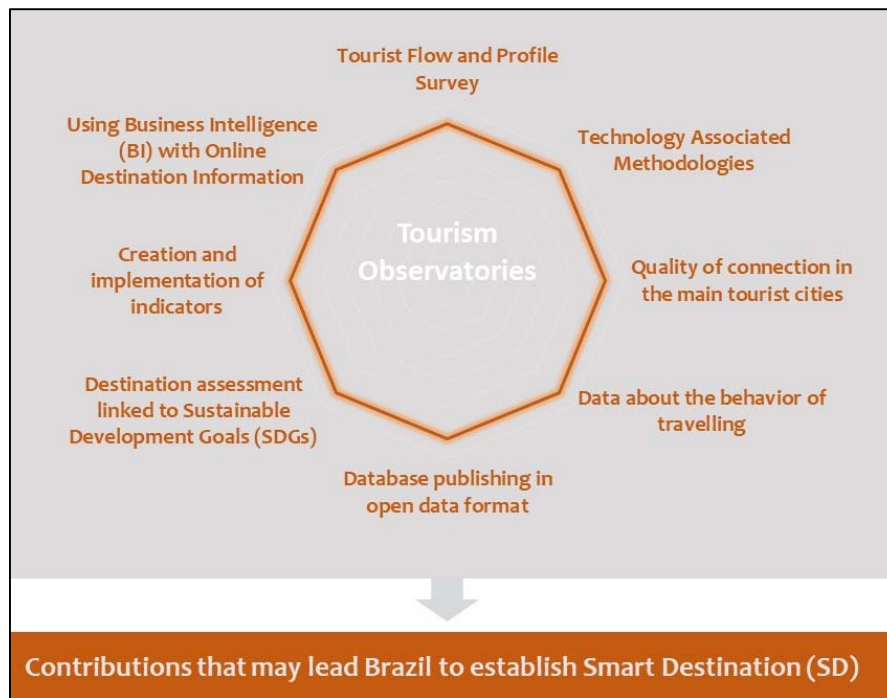 Tourist Flow and Profile
Survey
Using Business Intelligence
(BI) with Online
Destination Information
Technology Associated
Methodologies
Tourism
Observatories
Creation and
implementation of
indicators
Quality of connection in
the main tourist cities
Destination assessment
linked to Sustainable
Development Goals (SDGs)
Data about the behavior of
travelling
Database publishing in
open data format
Contributions that may lead Brazil to establish Smart Destination (SD)